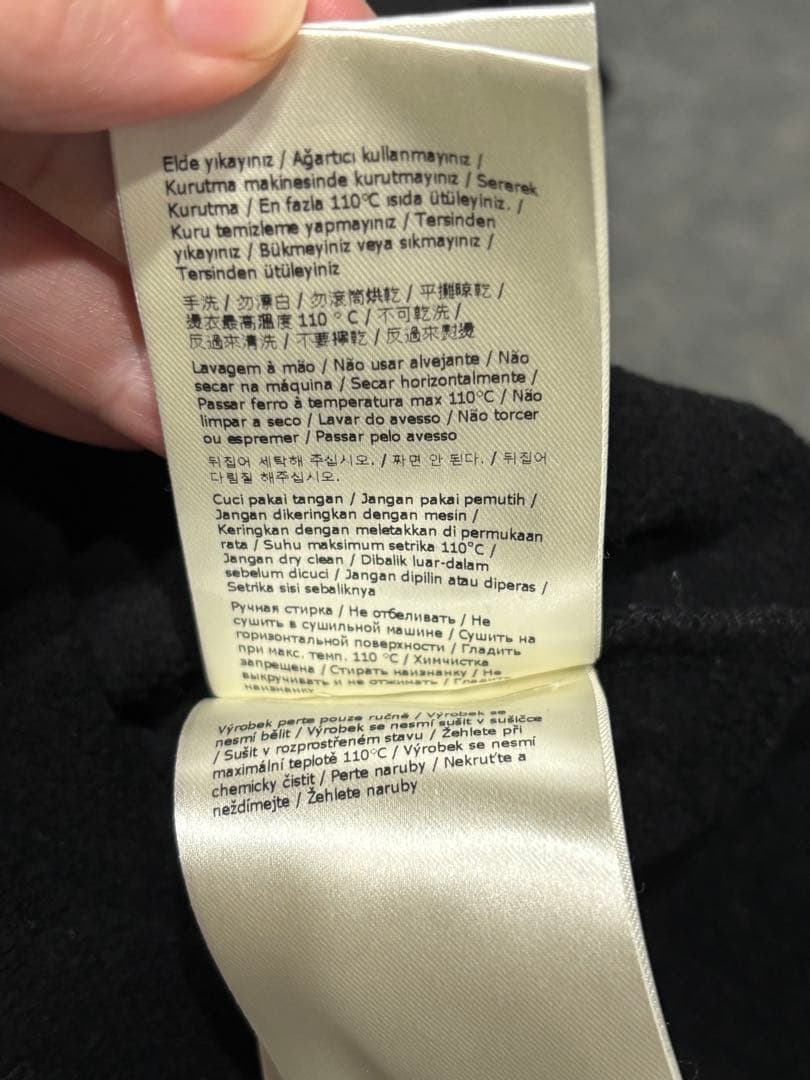 Elde yıkayınız / Ağartıcı kullanmayınız /
Kurutma makinesinde kurutmayınız / Sererek
Kurutma / En fazla 110°C ısıda ütüleyiniz. /
Kuru temizleme yapmayınız / Tersinden
yıkayınız / Bükmeyiniz veya sıkmayınız /
Tersinden ütüleyiniz
手洗 / 勿漂白 / 勿滾筒烘乾 / 平攤晾乾 /
燙衣最高溫度 110 ° C / 不可乾洗 /
反過來清洗 / 不要擰乾 / 反過來熨燙
Lavagem à mão / Não usar alvejante / Não
secar na máquina / Secar horizontalmente /
Passar ferro à temperatura max 110°C / Não
limpar a seco / Lavar do avesso / Não torcer
ou espremer / Passar pelo avesso
뒤집어 세탁해 주십시오. / 짜면 안 된다. / 뒤집어
다림질 해주십시오.
Cuci pakai tangan / Jangan pakai pemutih /
Jangan dikeringkan dengan mesin /
Keringkan dengan meletakkan di permukaan
rata / Suhu maksimum setrika 110°C /
Jangan dry clean / Dibalik luar-dalam
sebelum dicuci / Jangan dipilin atau diperas /
Setrika sisi sebaliknya
Ручная стирка / Не отбеливать / Не
сушить в сушильной машине / Сушить на
горизонтальной поверхности / Гладить
при макс. темп. 110 °C / Химчистка
запрещена / Стирать наизнанку / Не
выкручивать и не отжимать / Гладить
наизнанку
Výrobek perte pouze ručně / Výrobek se
nesmí bělit / Výrobek se nesmí sušit v sušičce
/ Sušit v rozprostřeném stavu / Žehlete při
maximální teplotě 110°C / Výrobek se nesmí
chemicky čistit / Perte naruby / Nekruťte a
neždímejte / Žehlete naruby